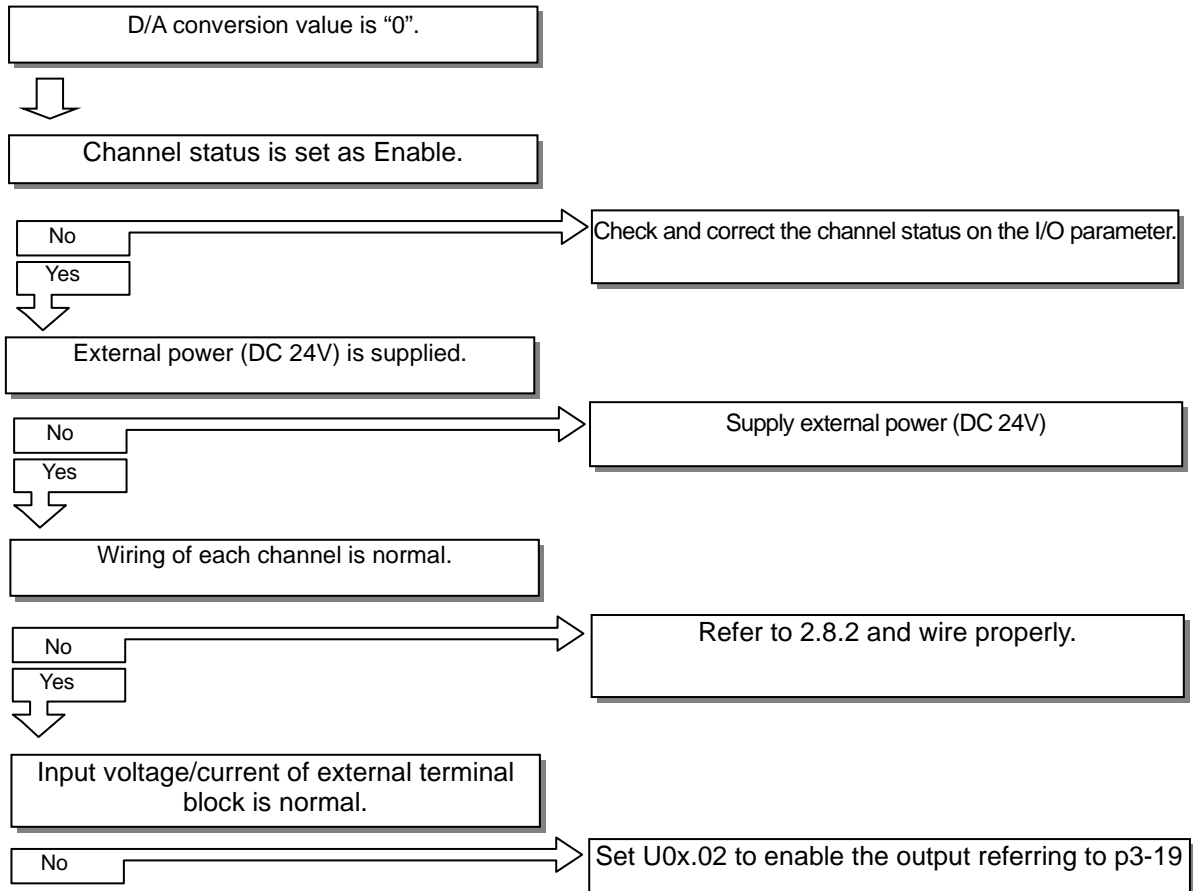 D/A conversion value is “0”.
Channel status is set as Enable.
No
Check and correct the channel status on the I/O parameter.
Yes
External power (DC 24V) is supplied.
No
Supply external power (DC 24V)
Yes
Wiring of each channel is normal.
No
Refer to 2.8.2 and wire properly.
Yes
Input voltage/current of external terminal
block is normal.
No
Set U0x.02 to enable the output referring to p3-19